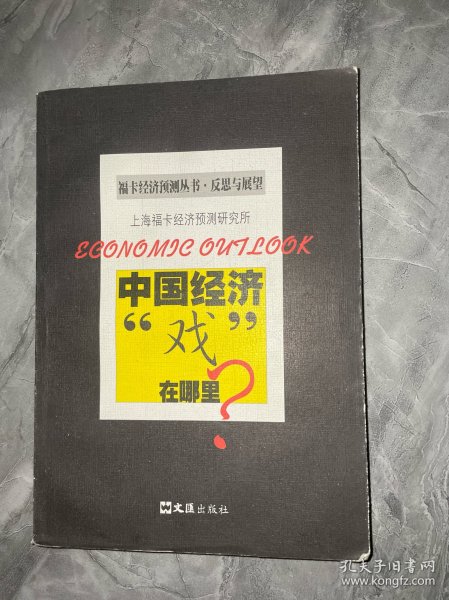 福卡经济预测丛书·反思与展望
上海福卡经济预测研究所
ECONOMIC OUTLOOK
中国经济
“戏”
在哪里?
文匯出版社
孔夫子旧书网
www.kongfz.com